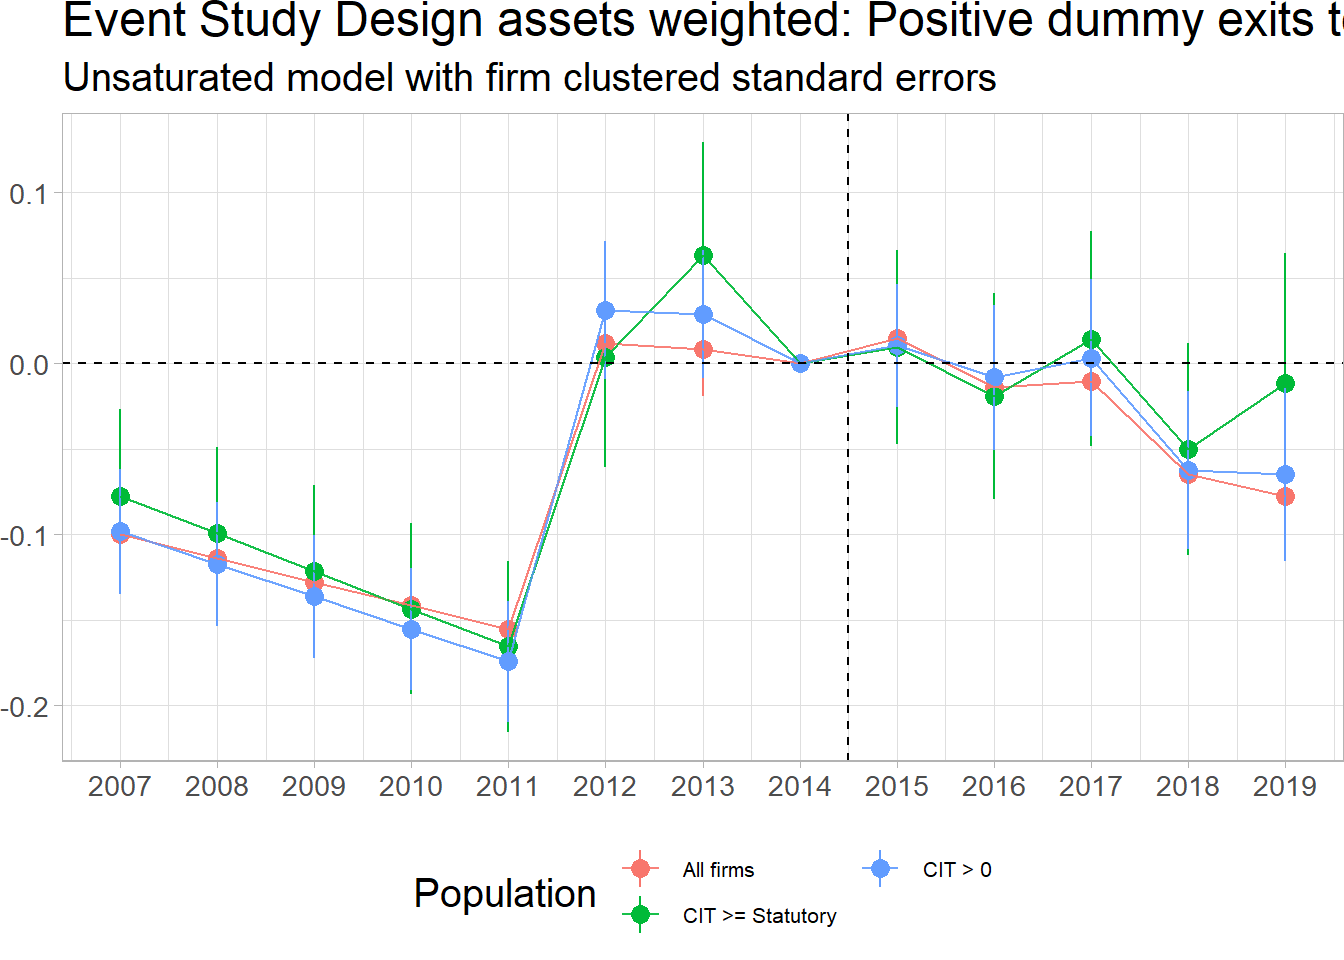 Event Study Design assets weighted: Positive dummy exits t
Unsaturated model with firm clustered standard errors
0.1
0.0
-0.1
-0.2
2007 2008 2009 2010 2011 2012 2013 2014 2015 2016 2017 2018 2019
Population
All firms
CIT > 0
CIT >= Statutory